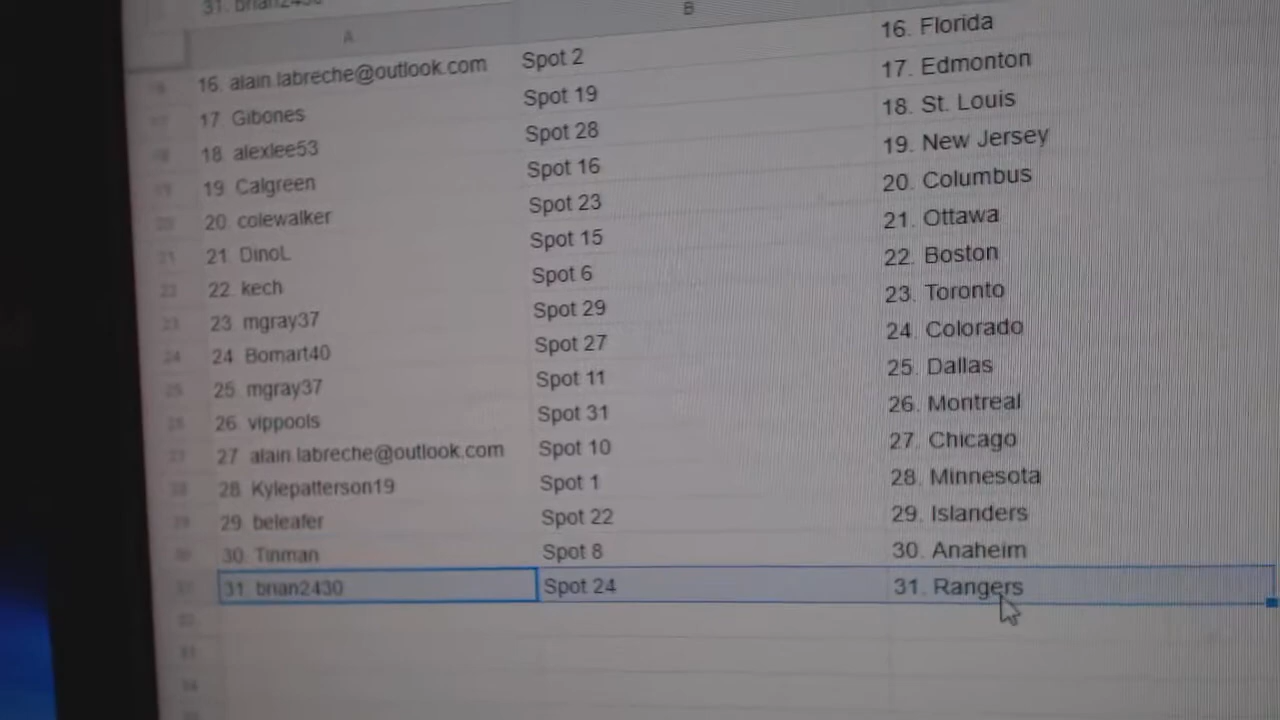 31. brian2430
A B
16. alain.labreche@outlook.com Spot 2 16. Florida
17 Gibones Spot 19 17. Edmonton
18 alexlee53 Spot 28 18. St. Louis
19 Calgreen Spot 16 19. New Jersey
20. colewalker Spot 23 20. Columbus
21 DinoL Spot 15 21. Ottawa
22 kech Spot 6 22. Boston
23 mgray37 Spot 29 23. Toronto
24 Bomart40 Spot 27 24. Colorado
25 mgray37 Spot 11 25. Dallas
26. vippools Spot 31 26. Montreal
27 alain.labreche@outlook.com Spot 10 27. Chicago
28 Kylepatterson19 Spot 1 28. Minnesota
29 beleafer Spot 22 29. Islanders
30 Tinman Spot 8 30. Anaheim
31. brian2430 Spot 24 31. Rangers